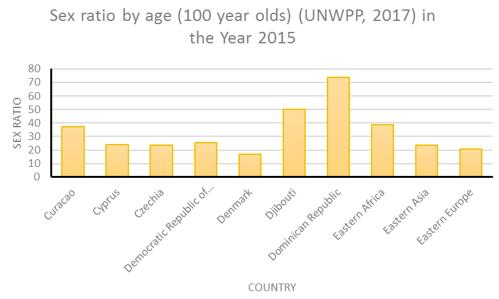 Sex ratio by age (100 year olds) (UNWPP, 2017) in
the Year 2015
SEX RATIO
80
70
60
50
40
30
20
10
0
Curacao
Cyprus
Czechia
Democratic Republic of...
Denmark
Djibouti
Dominican Republic
Eastern Africa
Eastern Asia
Eastern Europe
COUNTRY